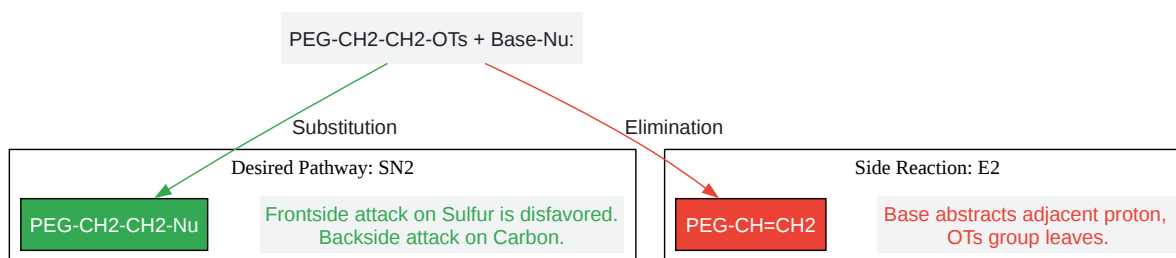 PEG-CH2-CH2-OTs + Base-Nu:
Substitution
Elimination
Desired Pathway: SN2
Side Reaction: E2
PEG-CH2-CH2-Nu
Frontside attack on Sulfur is disfavored.
Backside attack on Carbon.
PEG-CH=CH2
Base abstracts adjacent proton,
OTs group leaves.